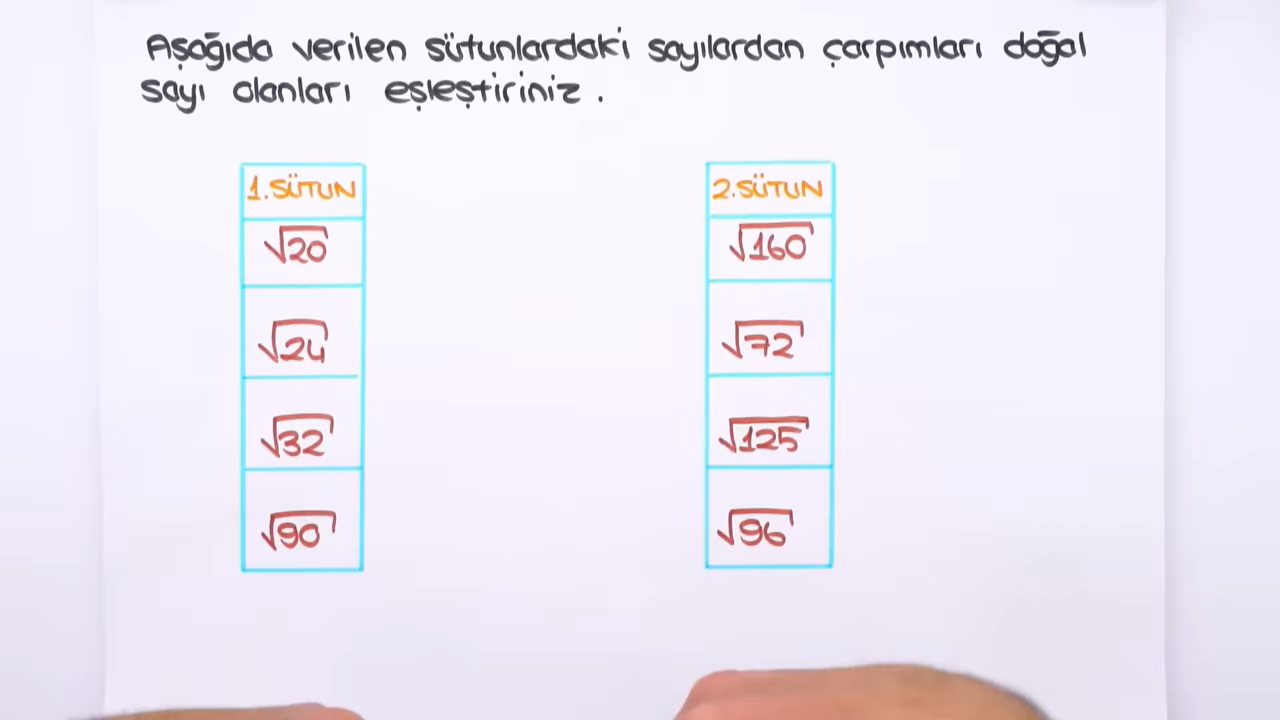 Aşağıda verilen sütunlardaki sayılardan çarpımları doğal
sayı olanları eşleştiriniz.
1.SÜTUN
√20
√24
√32
√90
2.SÜTUN
√160
√72
√125
√96